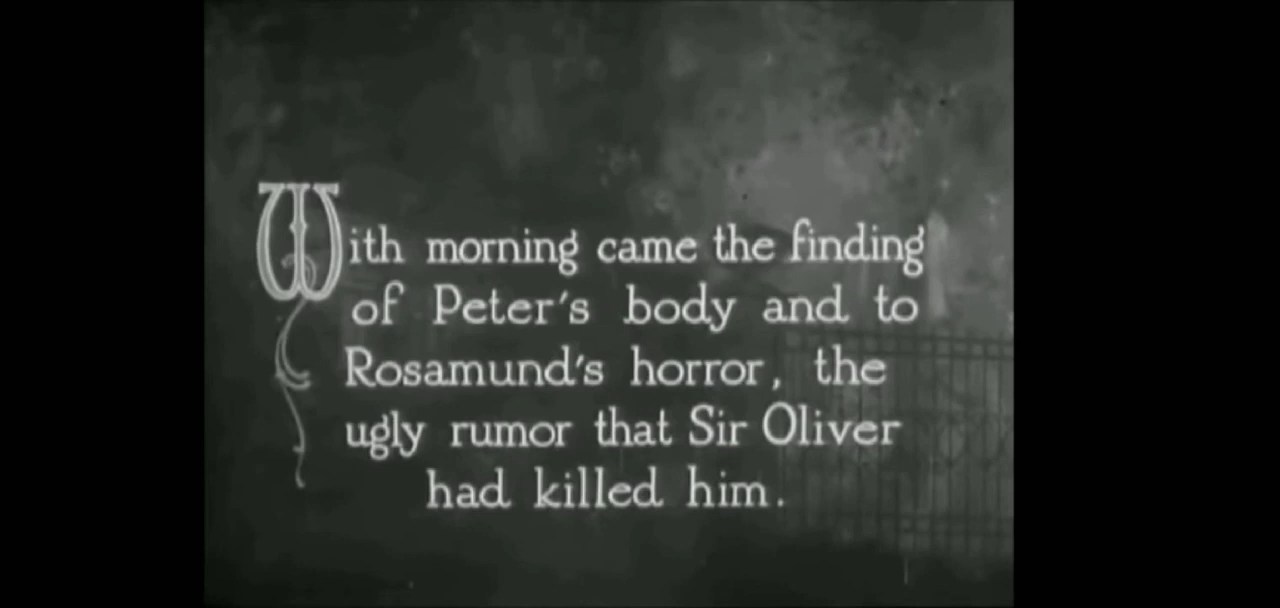 With morning came the finding
of Peter's body and to
Rosamund's horror, the
ugly rumor that Sir Oliver
had killed him.